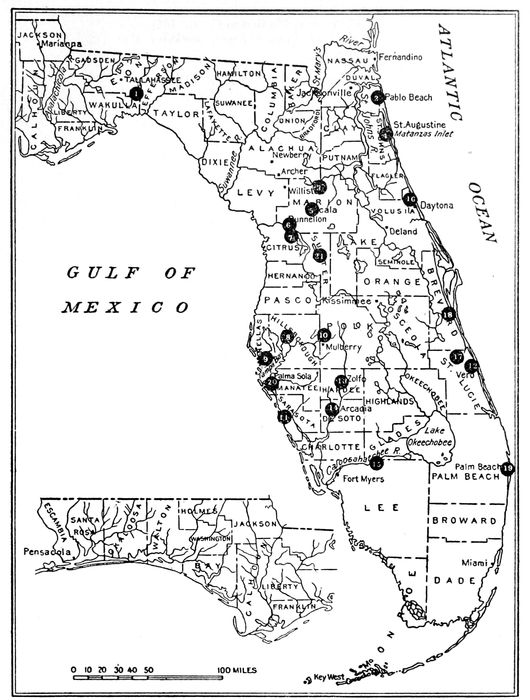 JACKSON
Marianna
GADSDEN
LEON
TALLAHASSEE
JEFFERSON
MADISON
HAMILTON
COLUMBIA
BAKER
St. Mary's
River
NASSAU
Fernandino
ATLANTIC
OCEAN
CALHOUN
LIBERTY
WAKULLA
FRANKLIN
TAYLOR
LAFAYETTE
SUWANEE
DIXIE
Suwannee R.
UNION
BRADFORD
CLAY
DUVAL
Jacksonville
Pablo Beach
St. Johns R.
ST. JOHNS
St. Augustine
Matanzas Inlet
ALACHUA
Newberry
Archer
PUTNAM
FLAGLER
LEVY
Williston
MARION
Ocala
Dunnellon
VOLUSIA
Daytona
Deland
CITRUS
SUMTER
LAKE
SEMINOLE
HERNANDO
ORANGE
PASCO
Kissimmee
OSCEOLA
BREVARD
GULF OF
MEXICO
PINELLAS
HILLSBOROUGH
POLK
Mulberry
Palma Sola
MANATEE
HARDEE
Zolfo
HIGHLANDS
OKEECHOBEE
ST. LUCIE
Vero
SARASOTA
Arcadia
DE SOTO
CHARLOTTE
GLADES
Lake
Okeechobee
Caloosahatchee R.
Fort Myers
LEE
Palm Beach
PALM BEACH
BROWARD
Miami
DADE
MONROE
Key West
1
2
5
6
7
8
9
10
11
12
13
14
15
16
17
18
19
20
21
ESCAMBIA
SANTA
ROSA
OKALOOSA
WALTON
HOLMES
WASHINGTON
JACKSON
BAY
CALHOUN
LIBERTY
FRANKLIN
Pensacola
0 10 20 30 40 50 100 MILES